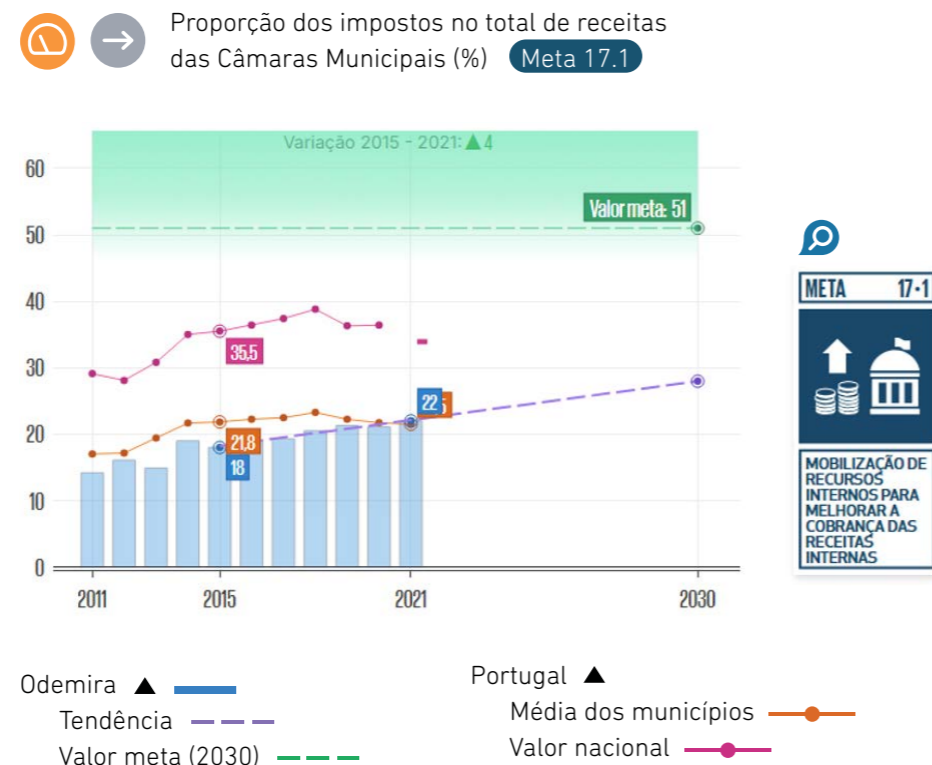 Proporção dos impostos no total de receitas
das Câmaras Municipais (%) Meta 17.1
Variação 2015 - 2021: ▲4
60
Valor meta: 51
50
40
35,5
30
22
20
21,8
18
10
0
2011 2015 2021 2030
META 17·1
MOBILIZAÇÃO DE
RECURSOS
INTERNOS PARA
MELHORAR A
COBRANÇA DAS
RECEITAS
INTERNAS
Odemira ▲
Tendência
Valor meta (2030)
Portugal ▲
Média dos municípios
Valor nacional